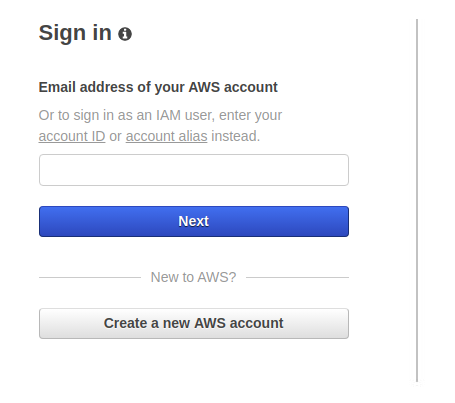 Sign in
Email address of your AWS account
Or to sign in as an IAM user, enter your
account ID or account alias instead.
Next
New to AWS?
Create a new AWS account